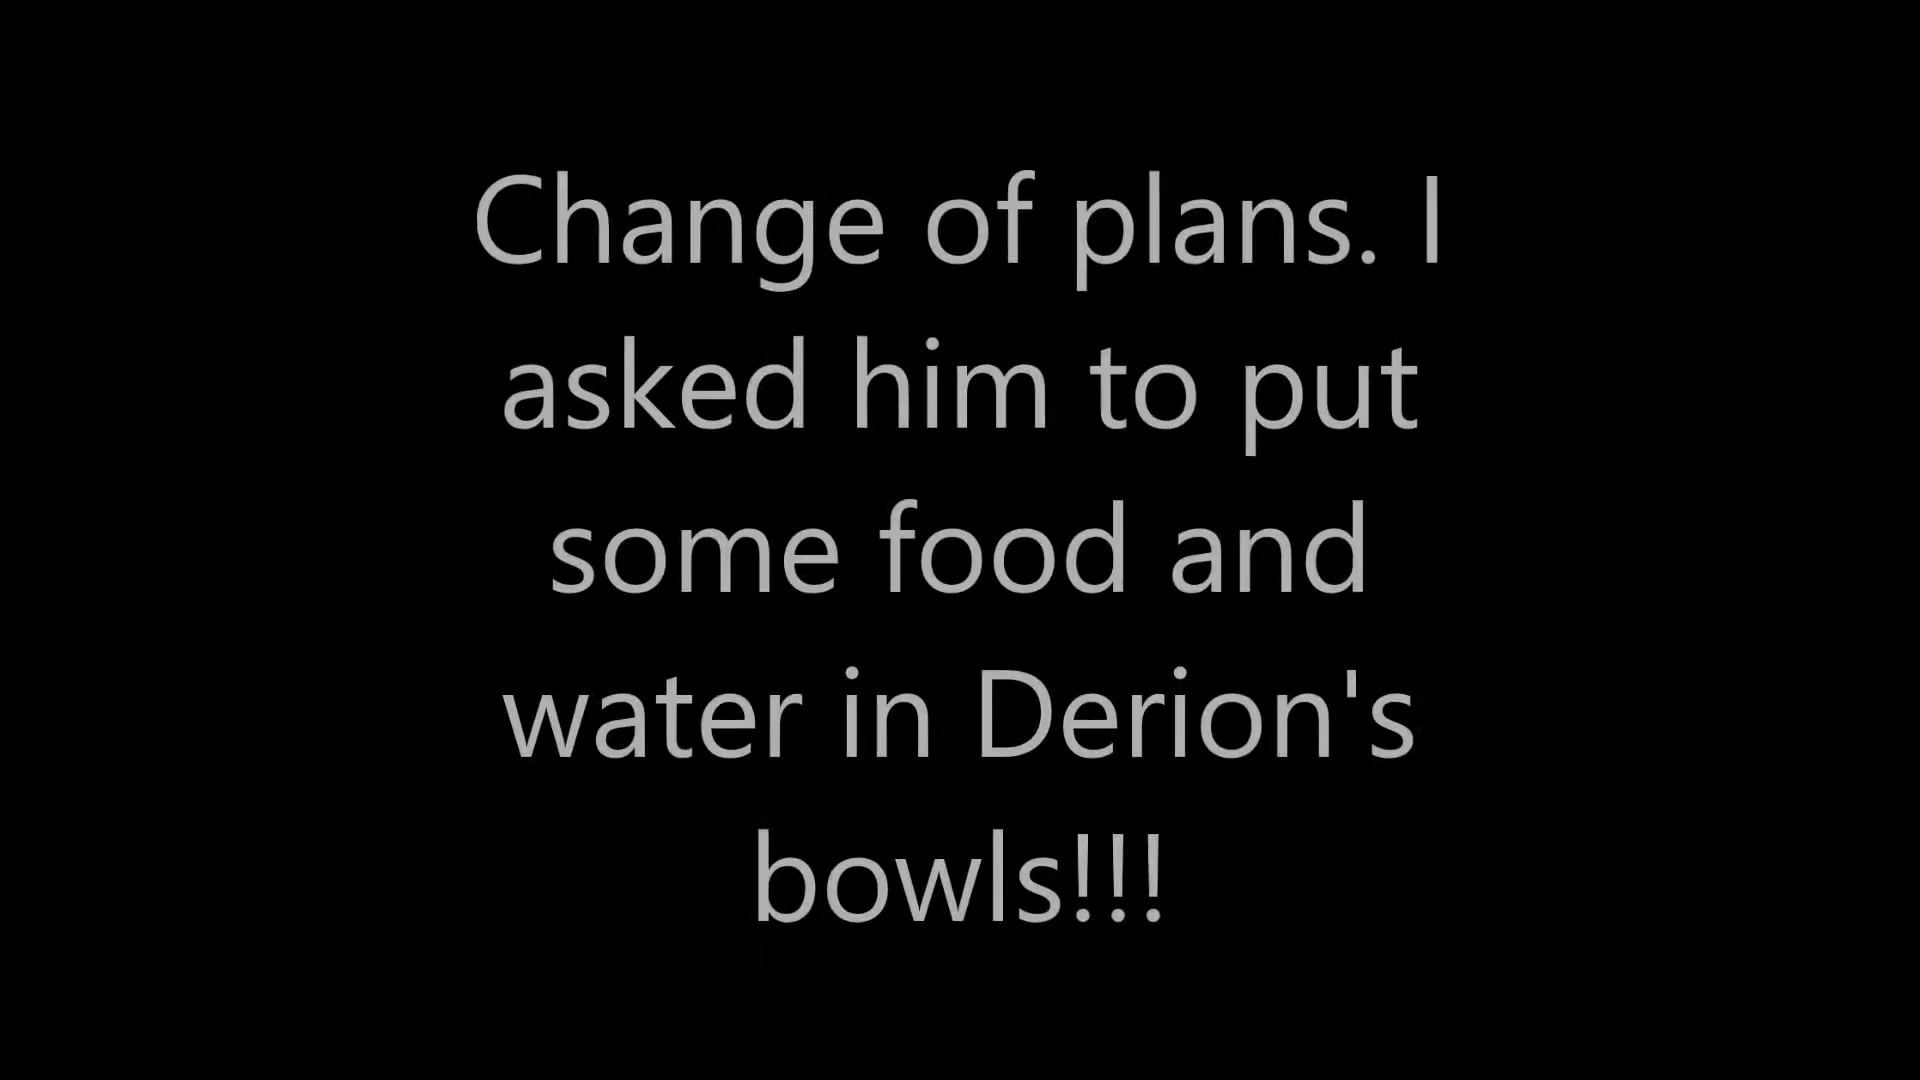 Change of plans. I
asked him to put
some food and
water in Derion's
bowls!!!